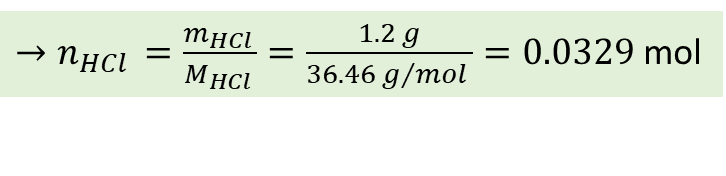 → n_HCl = m_HCl / M_HCl = 1.2 g / 36.46 g/mol = 0.0329 mol